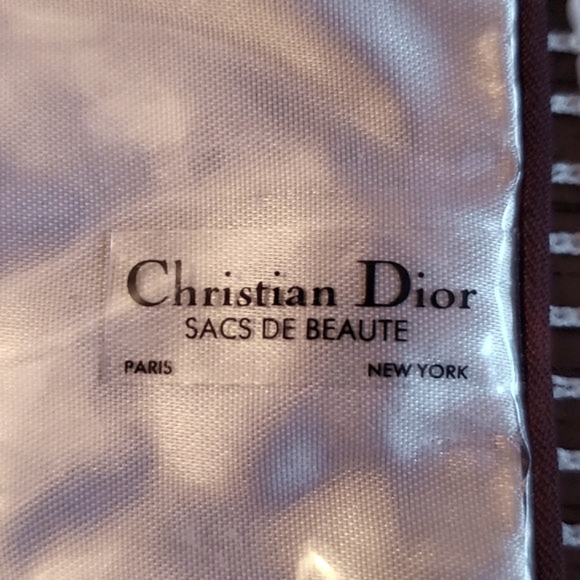 Christian Dior
SACS DE BEAUTE
PARIS NEW YORK